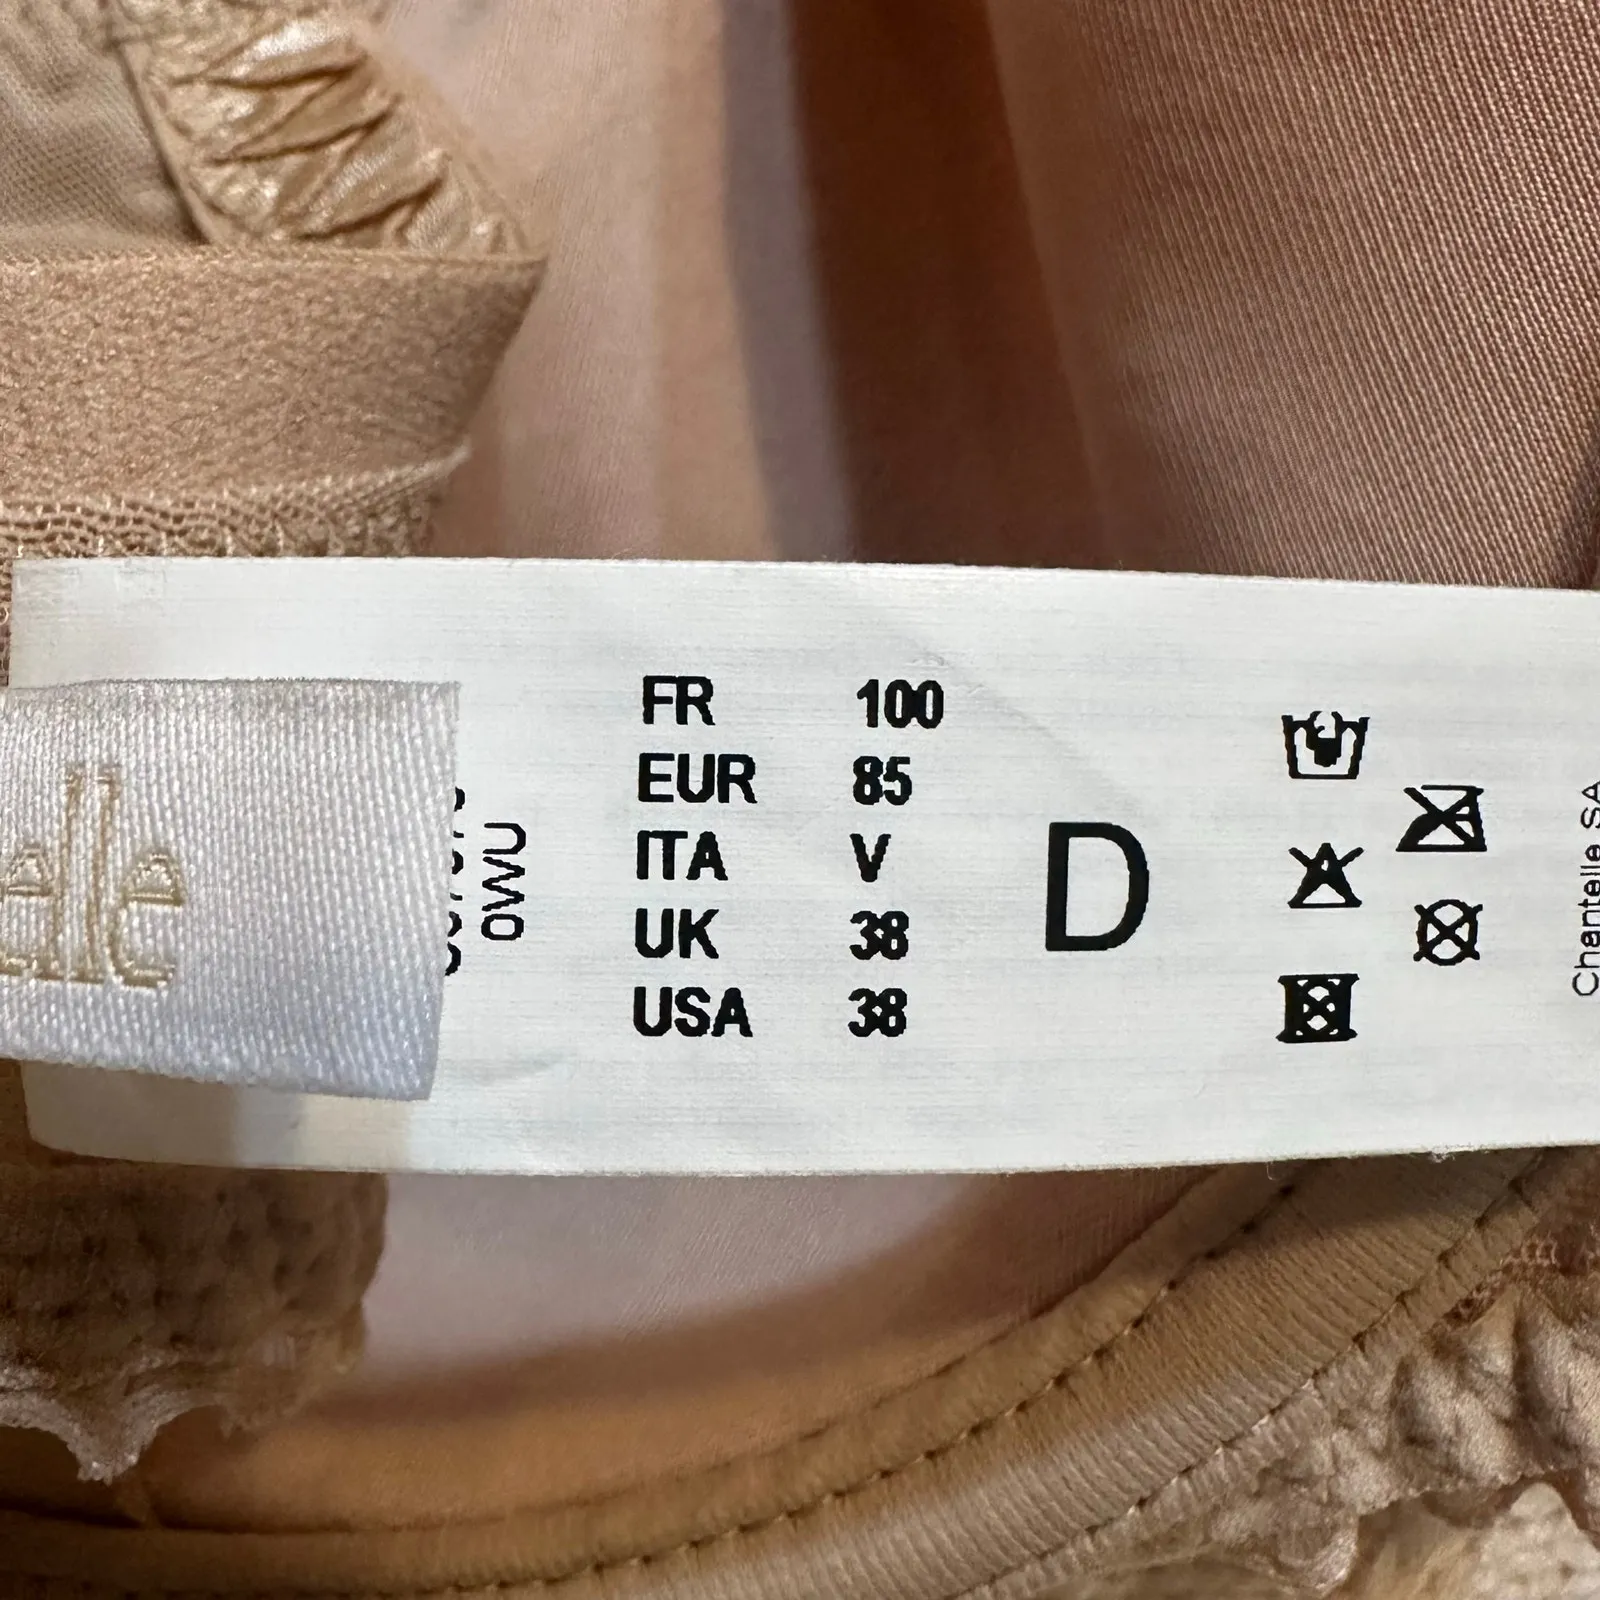 elle
0WU
FR 100
EUR 85
ITA V
UK 38
USA 38
D
Chantelle SA